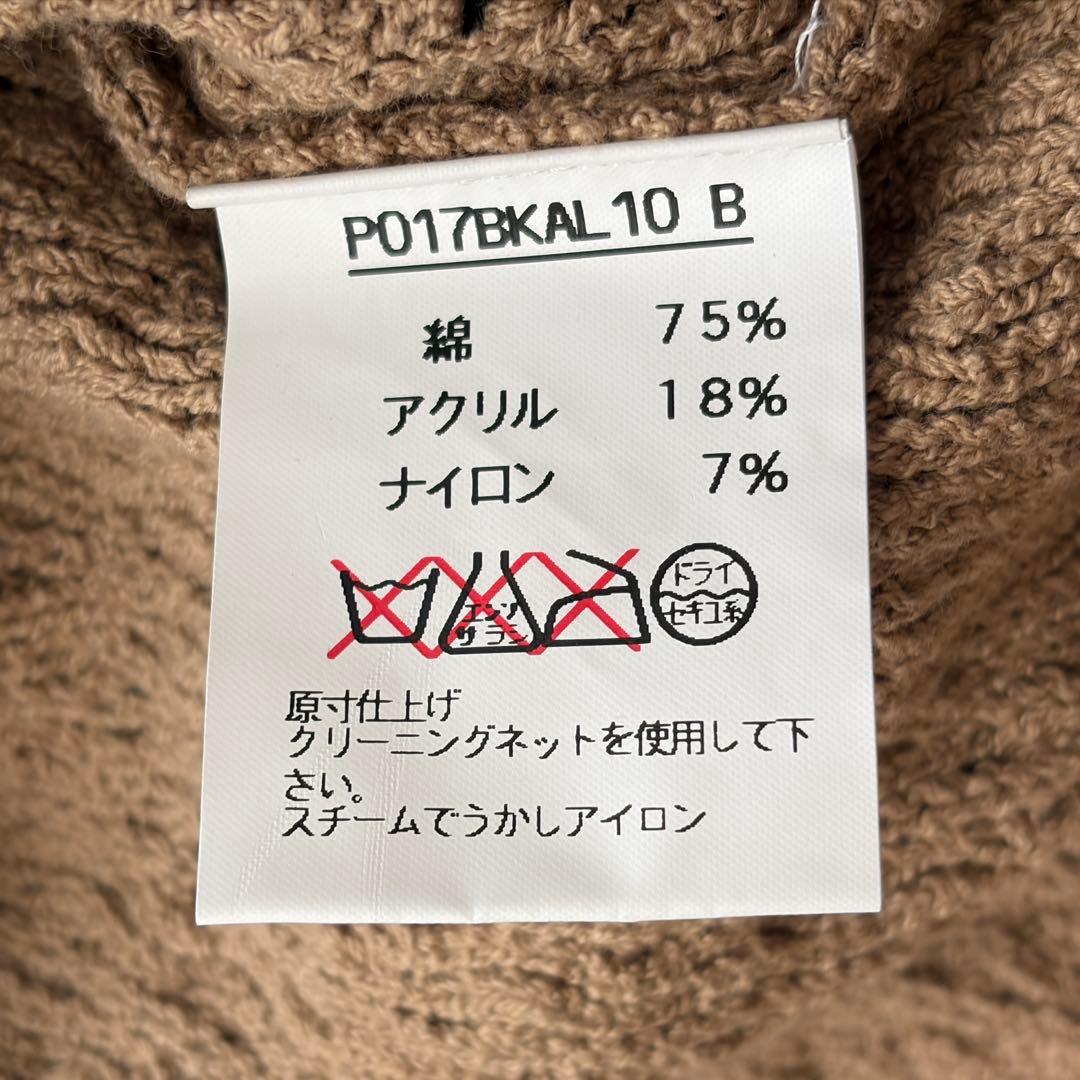 P017BKAL10 B
綿 75%
アクリル 18%
ナイロン 7%
エンソ
サラシ
ドライ
セキユ系
原寸仕上げ
クリーニングネットを使用して下
さい。
スチームでうかしアイロン